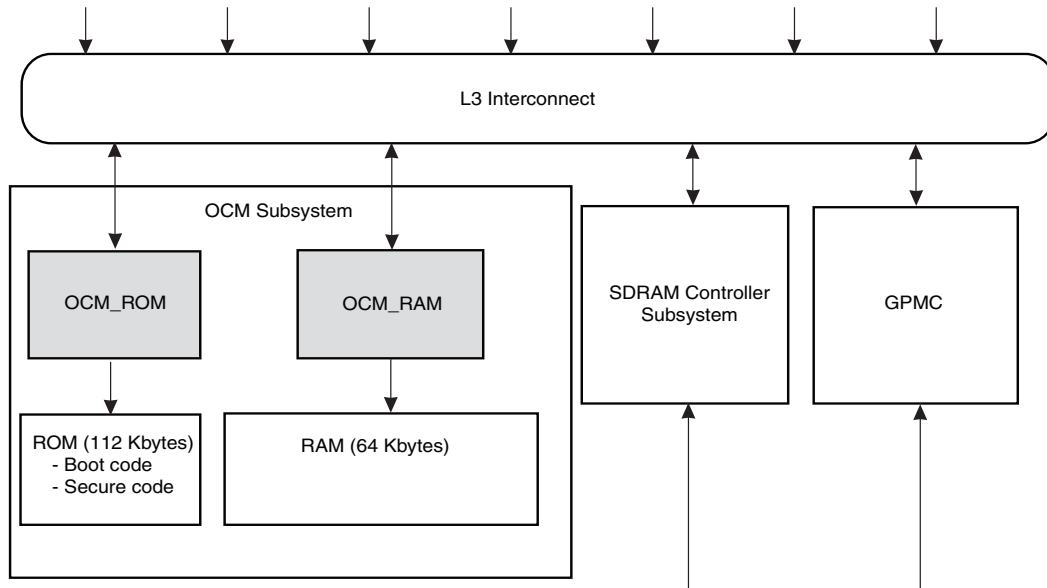 L3 Interconnect
OCM Subsystem
OCM_ROM
OCM_RAM
SDRAM Controller
Subsystem
GPMC
ROM (112 Kbytes)
- Boot code
- Secure code
RAM (64 Kbytes)